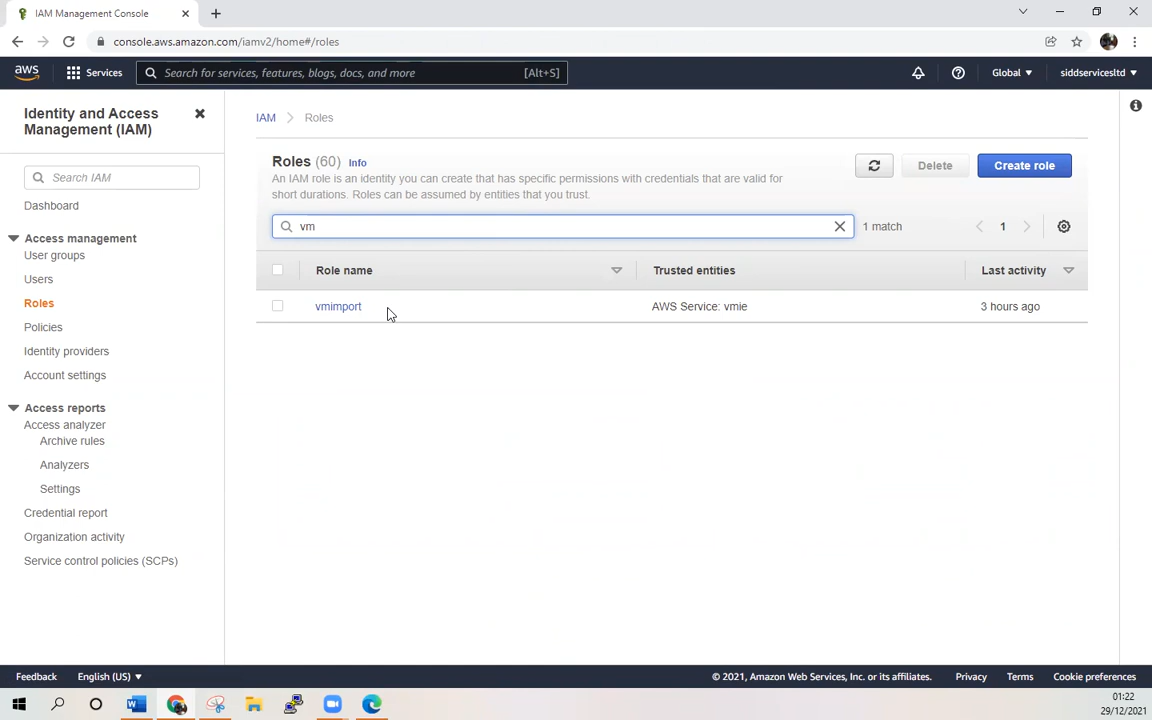 IAM Management Console
console.aws.amazon.com/iamv2/home#/roles
aws
Services
Search for services, features, blogs, docs, and more
[Alt+S]
Global
siddservicesltd
Identity and Access
Management (IAM)
Search IAM
Dashboard
Access management
User groups
Users
Roles
Policies
Identity providers
Account settings
Access reports
Access analyzer
Archive rules
Analyzers
Settings
Credential report
Organization activity
Service control policies (SCPs)
IAM
Roles
Roles (60) Info
An IAM role is an identity you can create that has specific permissions with credentials that are valid for
short durations. Roles can be assumed by entities that you trust.
Delete
Create role
vm
1 match
1
Role name
Trusted entities
Last activity
vmimport
AWS Service: vmie
3 hours ago
Feedback
English (US)
© 2021, Amazon Web Services, Inc. or its affiliates.
Privacy
Terms
Cookie preferences
01:22
29/12/2021